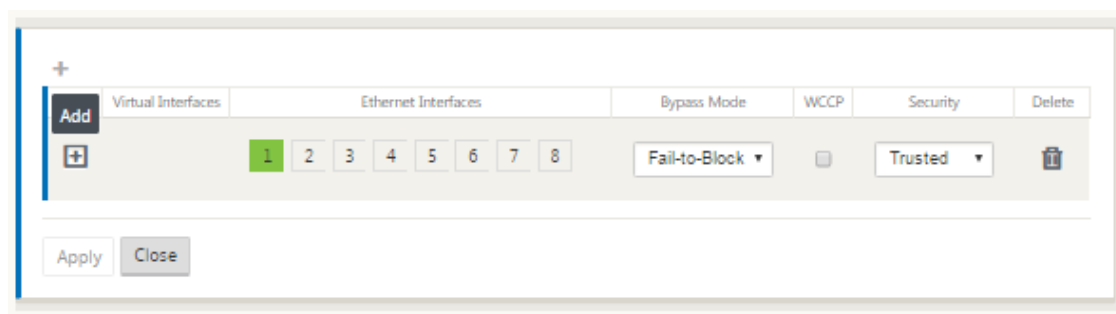 Add
Virtual Interfaces Ethernet Interfaces Bypass Mode WCCP Security Delete
1 2 3 4 5 6 7 8 Fail-to-Block Trusted
Apply Close